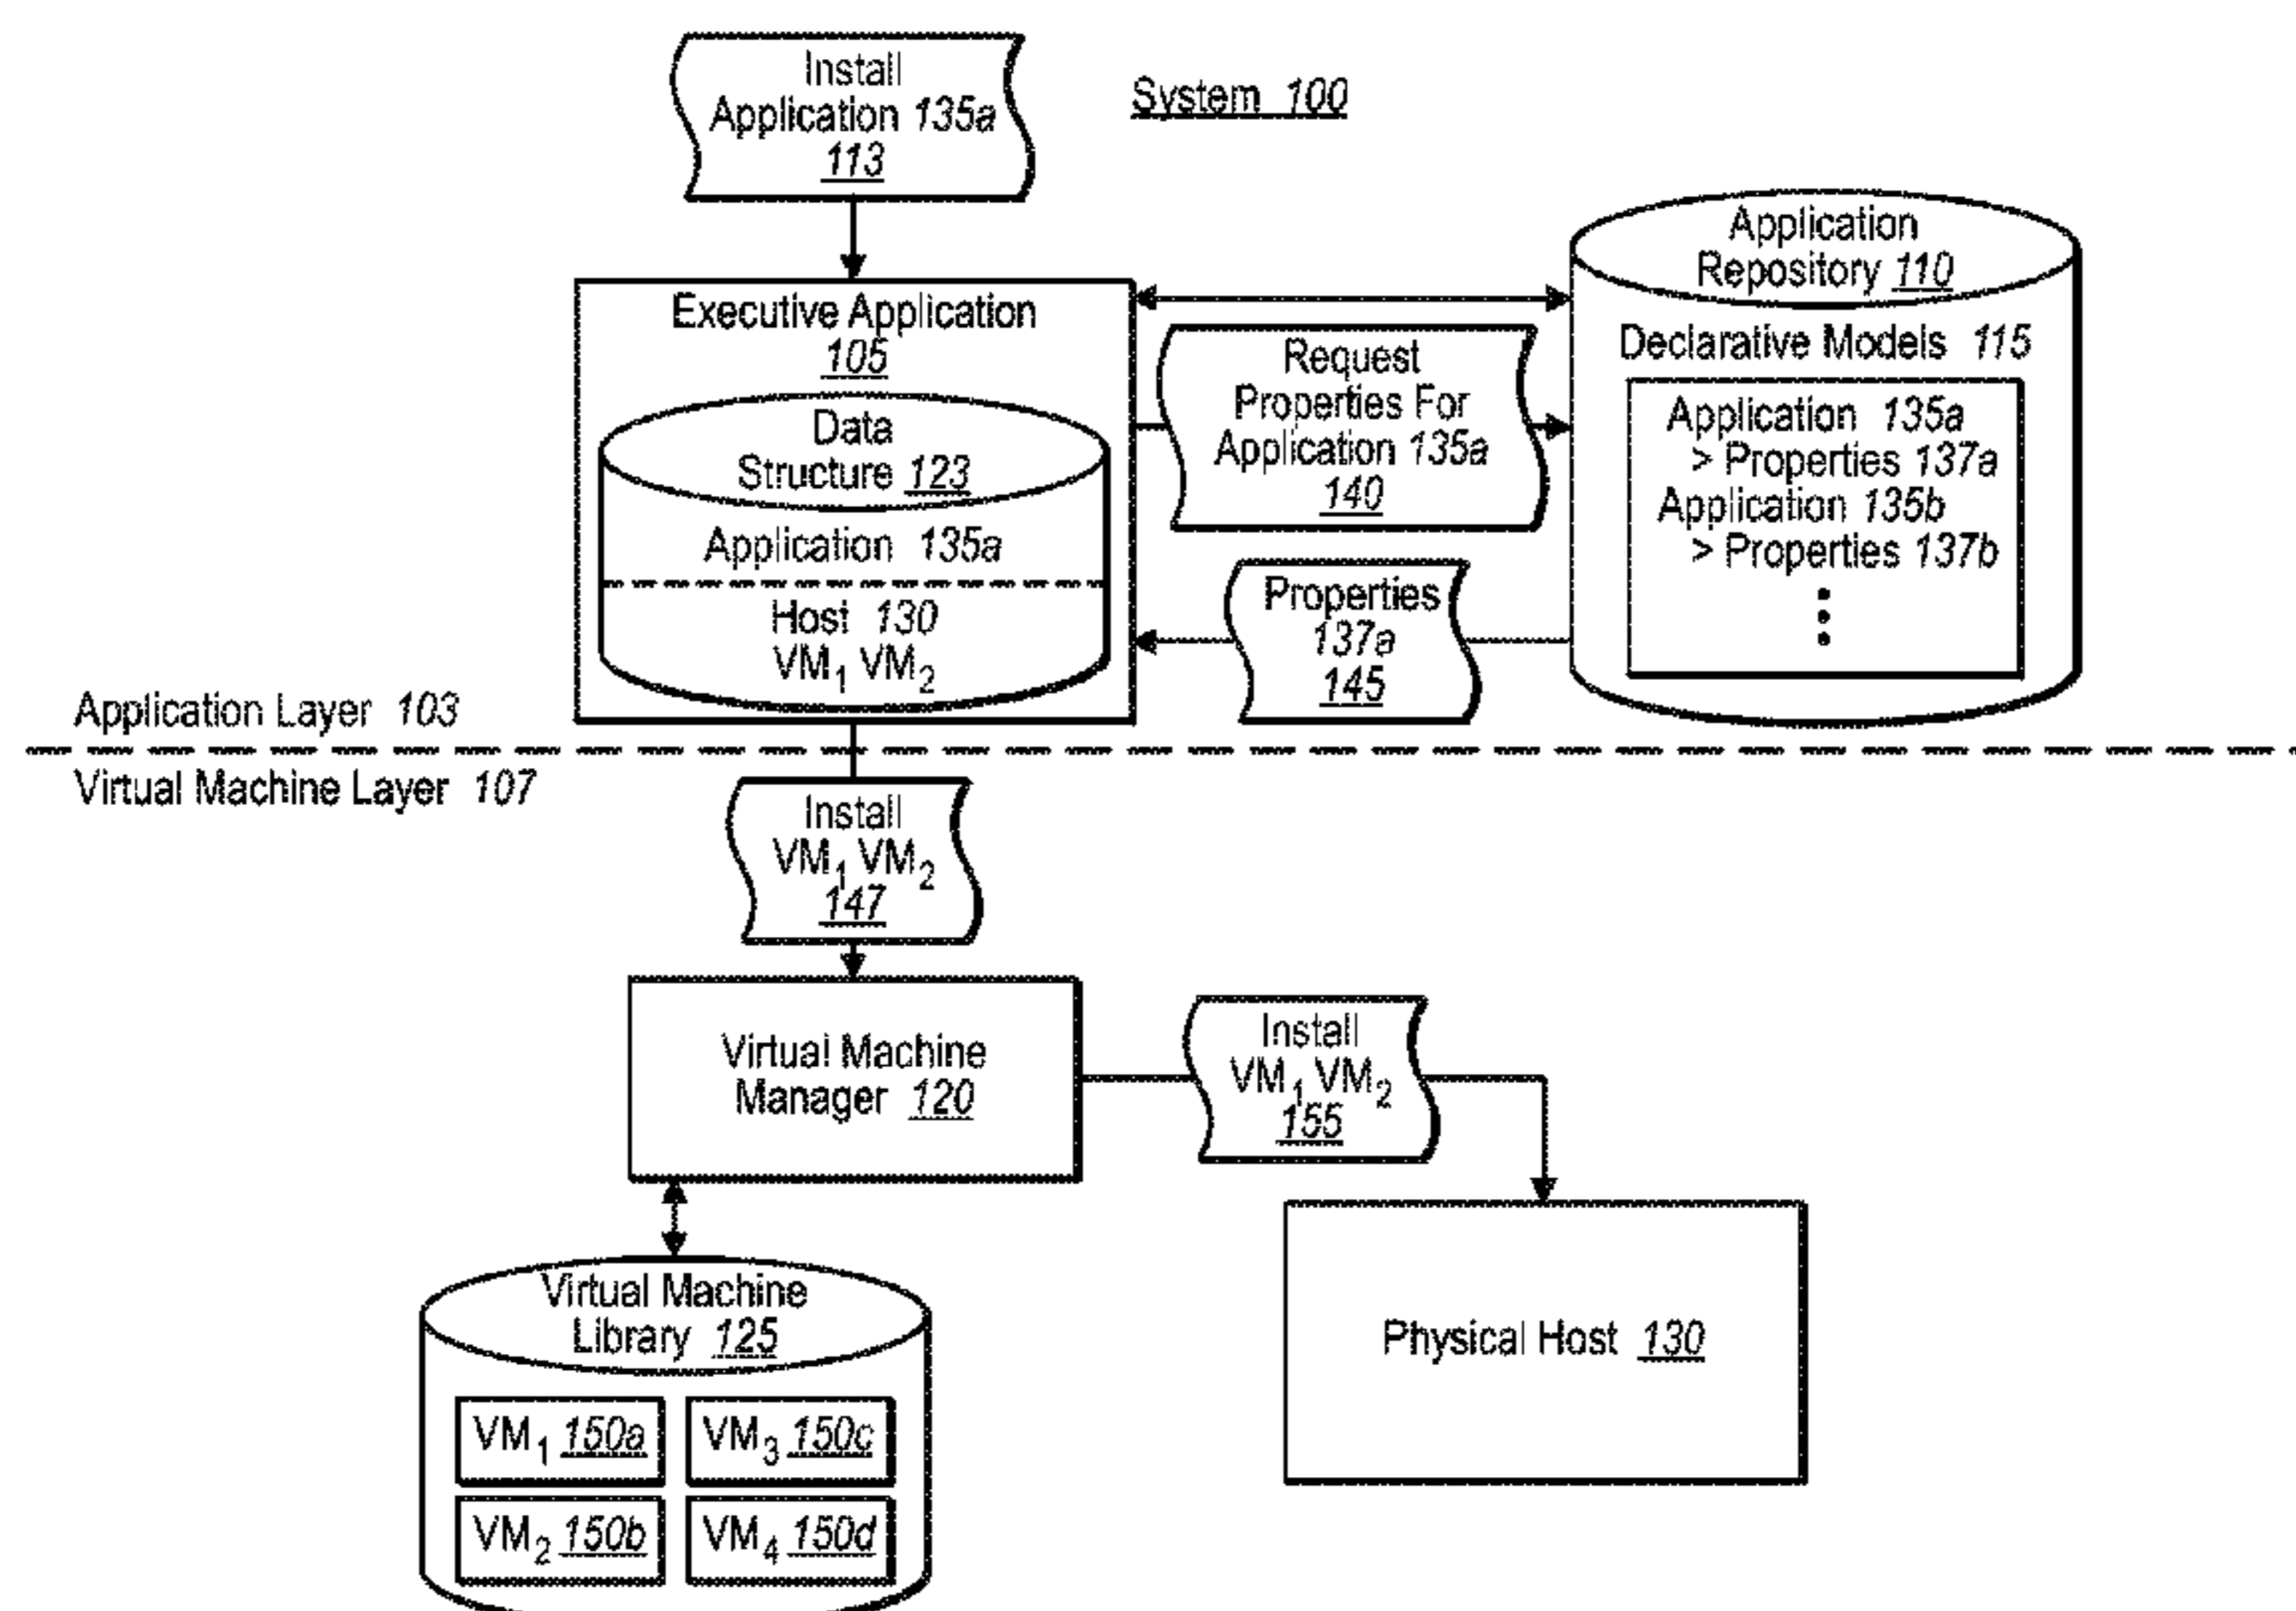 Install
Application 135a
113
System 100
Executive Application
105
Data
Structure 123
Application 135a
Host 130
VM1 VM2
Request
Properties For
Application 135a
140
Properties
137a
145
Application
Repository 110
Declarative Models 115
Application 135a
> Properties 137a
Application 135b
> Properties 137b
Application Layer 103
Virtual Machine Layer 107
Install
VM1 VM2
147
Virtual Machine
Manager 120
Install
VM1 VM2
155
Physical Host 130
Virtual Machine
Library 125
VM1 150a
VM3 150c
VM2 150b
VM4 150d